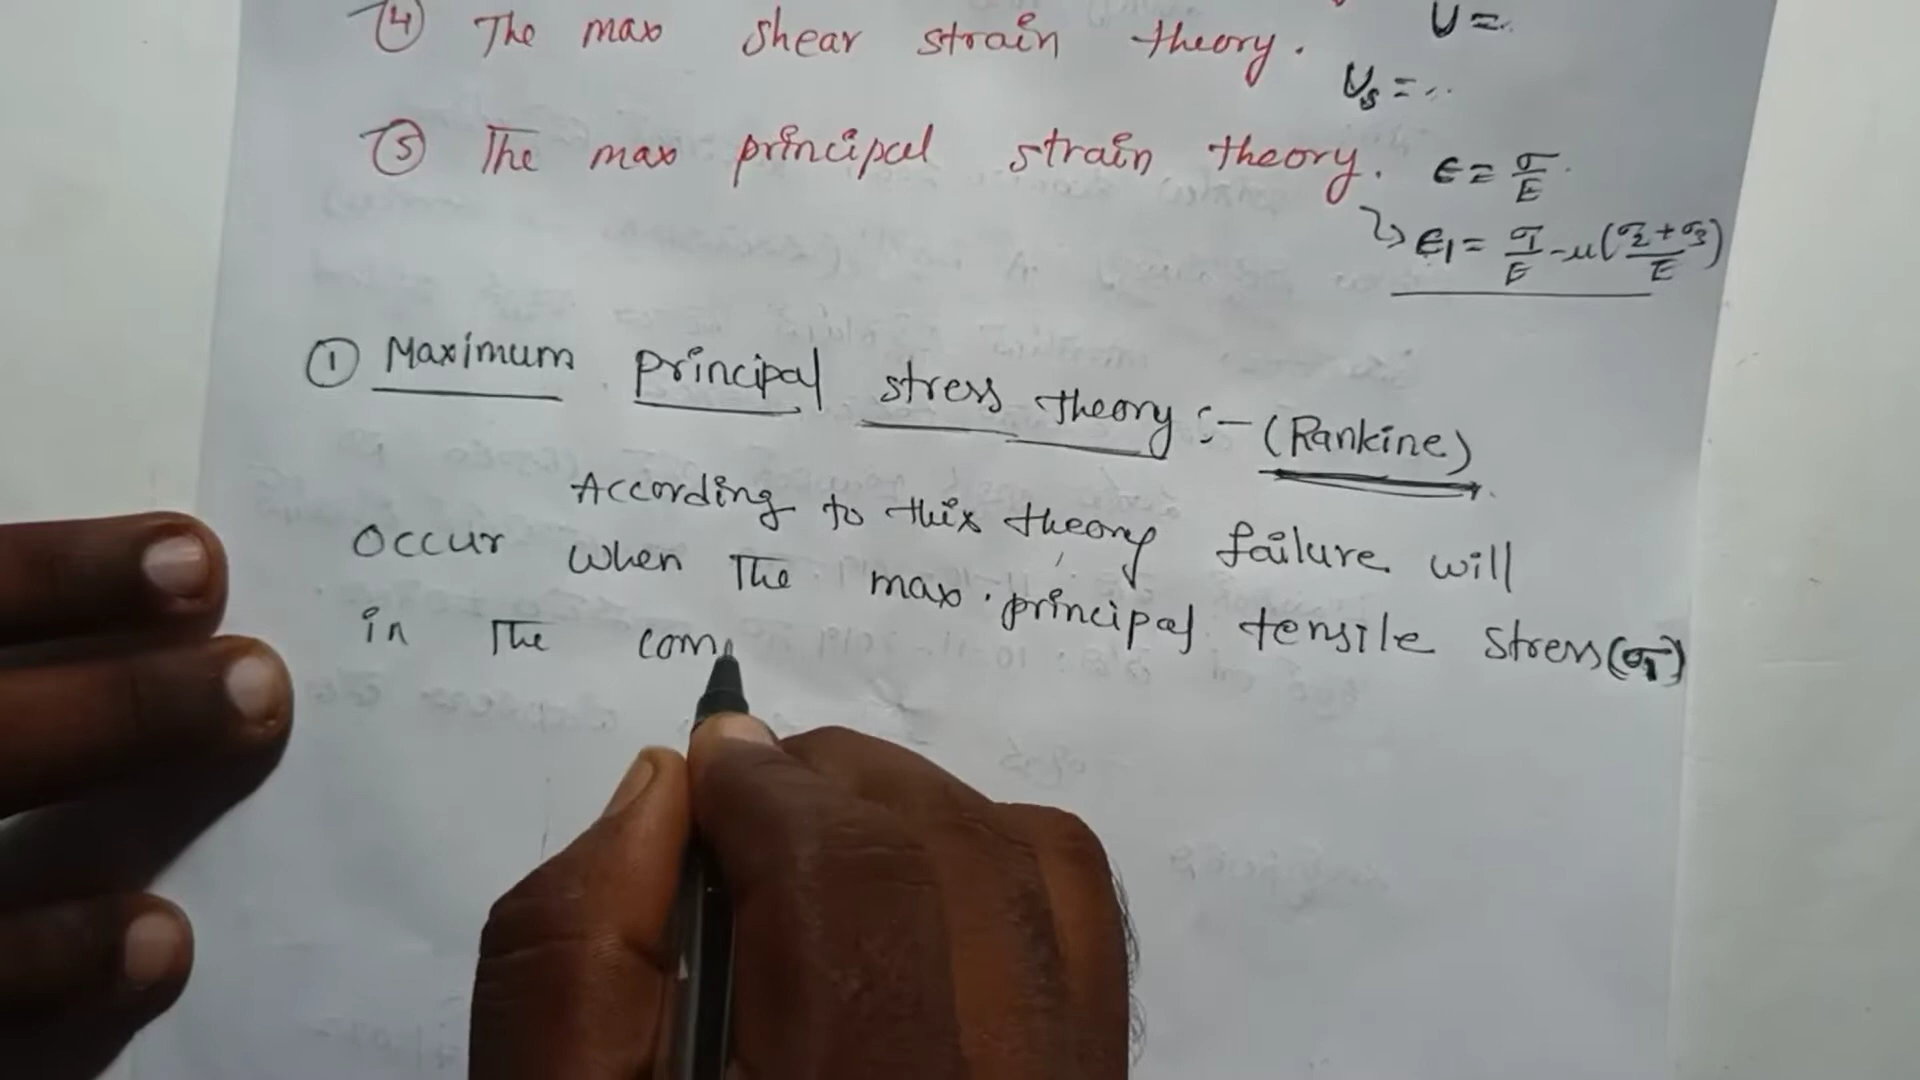 ④ The max shear strain theory. U = ..
Us = ...
⑤ The max principal strain theory. ϵ = σ/E .
↳ ϵ1 = σ1/E - μ(σ2+σ3/E)
① Maximum principal stress theory :- (Rankine)
According to this theory failure will
occur when The max. principal tensile stress (σ1)
in The com